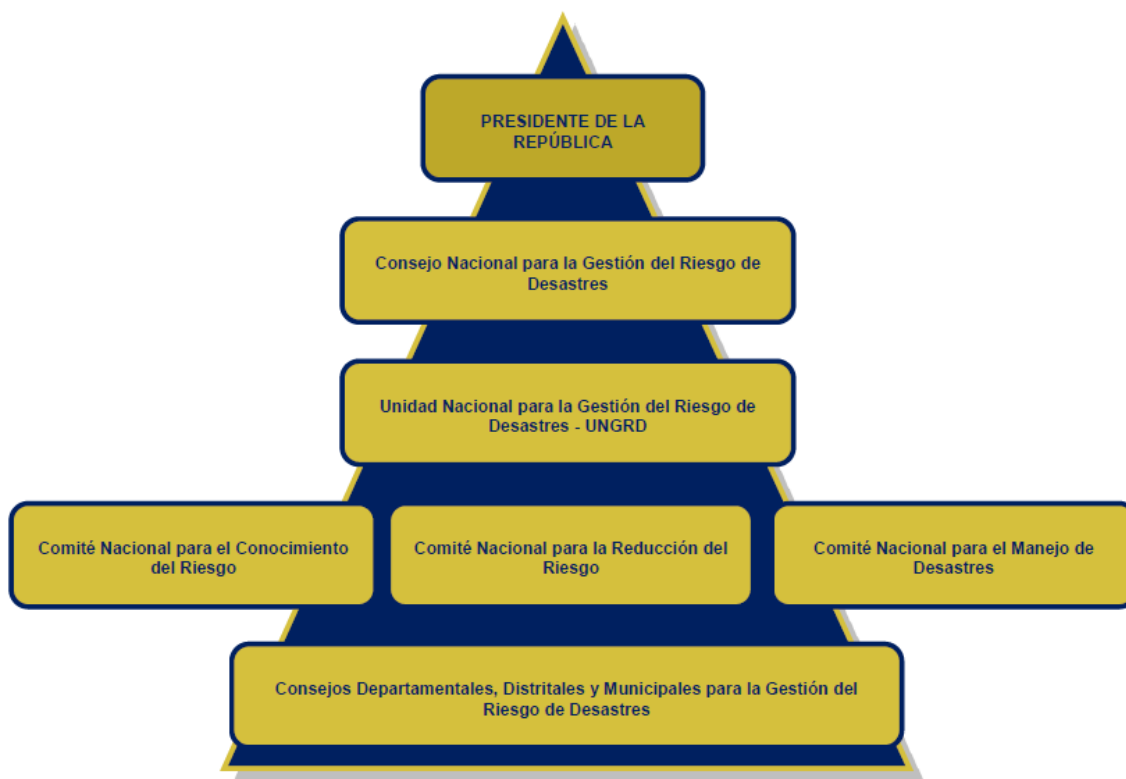 PRESIDENTE DE LA
REPÚBLICA
Consejo Nacional para la Gestión del Riesgo de
Desastres
Unidad Nacional para la Gestión del Riesgo de
Desastres - UNGRD
Comité Nacional para el Conocimiento
del Riesgo
Comité Nacional para la Reducción del
Riesgo
Comité Nacional para el Manejo de
Desastres
Consejos Departamentales, Distritales y Municipales para la Gestión del
Riesgo de Desastres